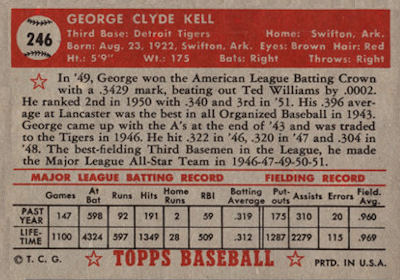 246
GEORGE CLYDE KELL
Third Base: Detroit Tigers Home: Swifton, Ark.
Born: Aug. 23, 1922, Swifton, Ark. Eyes: Brown Hair: Red
Ht: 5'9" Wt: 175 Bats: Right Throws: Right
In '49, George won the American League Batting Crown
with a .3429 mark, beating out Ted Williams by .0002.
He ranked 2nd in 1950 with .340 and 3rd in '51. His .396 average
at Lancaster was the best in all Organized Baseball in 1943.
George came up with the A's at the end of '43 and was traded
to the Tigers in 1946. He hit .322 in '46, .320 in '47 and .304 in
'48. The best-fielding Third Basemen in the League, he made
the Major League All-Star Team in 1946-47-49-50-51.
MAJOR LEAGUE BATTING RECORD FIELDING RECORD
Games At Bat Runs Hits Home Runs RBI Batting Average Put-outs Assists Errors Field. Avg.
PAST YEAR 147 598 92 191 2 59 .319 175 310 20 .960
LIFE-TIME 1100 4324 597 1349 28 509 .312 1287 2279 115 .969
© T. C. G. TOPPS BASEBALL PRTD. IN U.S.A.